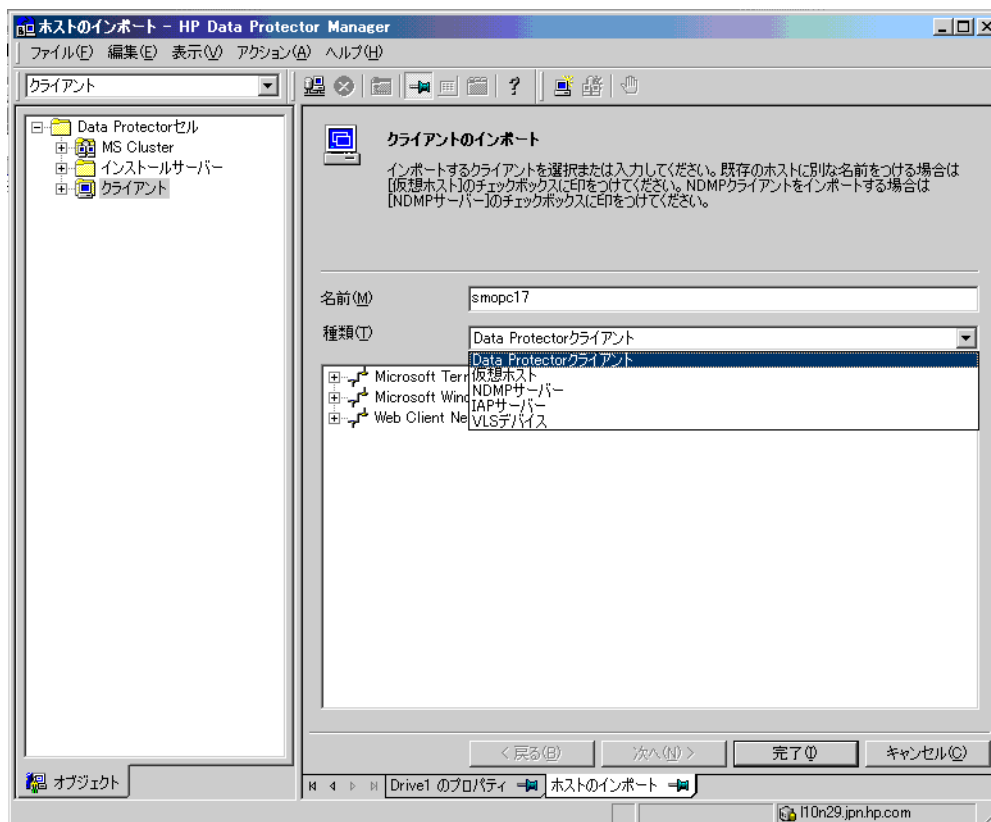 ホストのインポート - HP Data Protector Manager
ファイル(F) 編集(E) 表示(V) アクション(A) ヘルプ(H)
クライアント
Data Protectorセル
MS Cluster
インストールサーバー
クライアント
クライアントのインポート
インポートするクライアントを選択または入力してください。既存のホストに別な名前をつける場合は
[仮想ホスト]のチェックボックスに印をつけてください。NDMPクライアントをインポートする場合は
[NDMPサーバー]のチェックボックスに印をつけてください。
名前(M)
smopc17
種類(T)
Data Protectorクライアント
Data Protectorクライアント
仮想ホスト
NDMPサーバー
IAPサーバー
VLSデバイス
Microsoft Terr
Microsoft Wind
Web Client Ne
< 戻る(B)
次へ(N) >
完了(I)
キャンセル(C)
オブジェクト
Drive1 のプロパティ
ホストのインポート
l10n29.jpn.hp.com